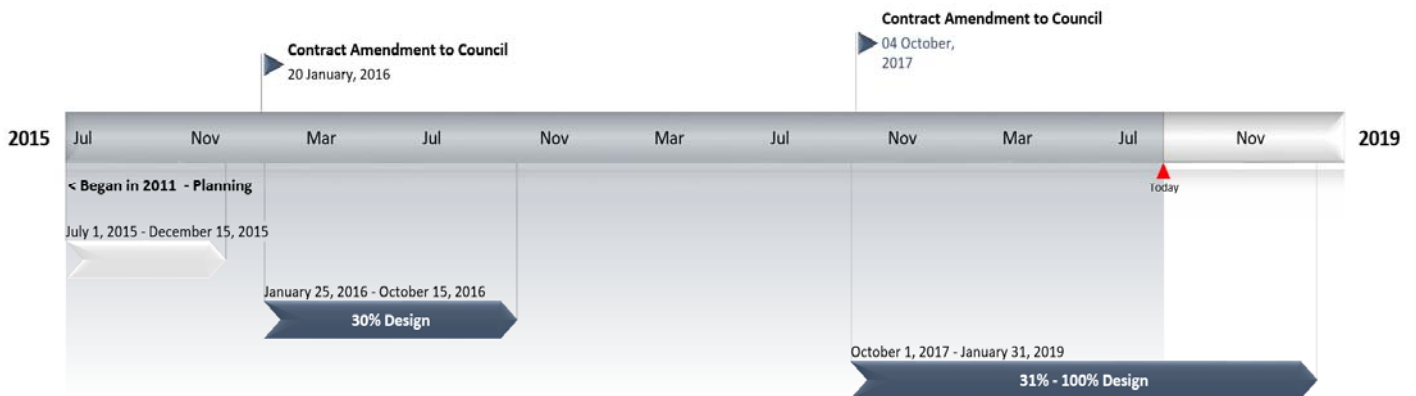 Contract Amendment to Council
04 October,
2017
Contract Amendment to Council
20 January, 2016
2015 Jul Nov Mar Jul Nov Mar Jul Nov Mar Jul Nov 2019
Today
< Began in 2011 - Planning
July 1, 2015 - December 15, 2015
January 25, 2016 - October 15, 2016
30% Design
October 1, 2017 - January 31, 2019
31% - 100% Design